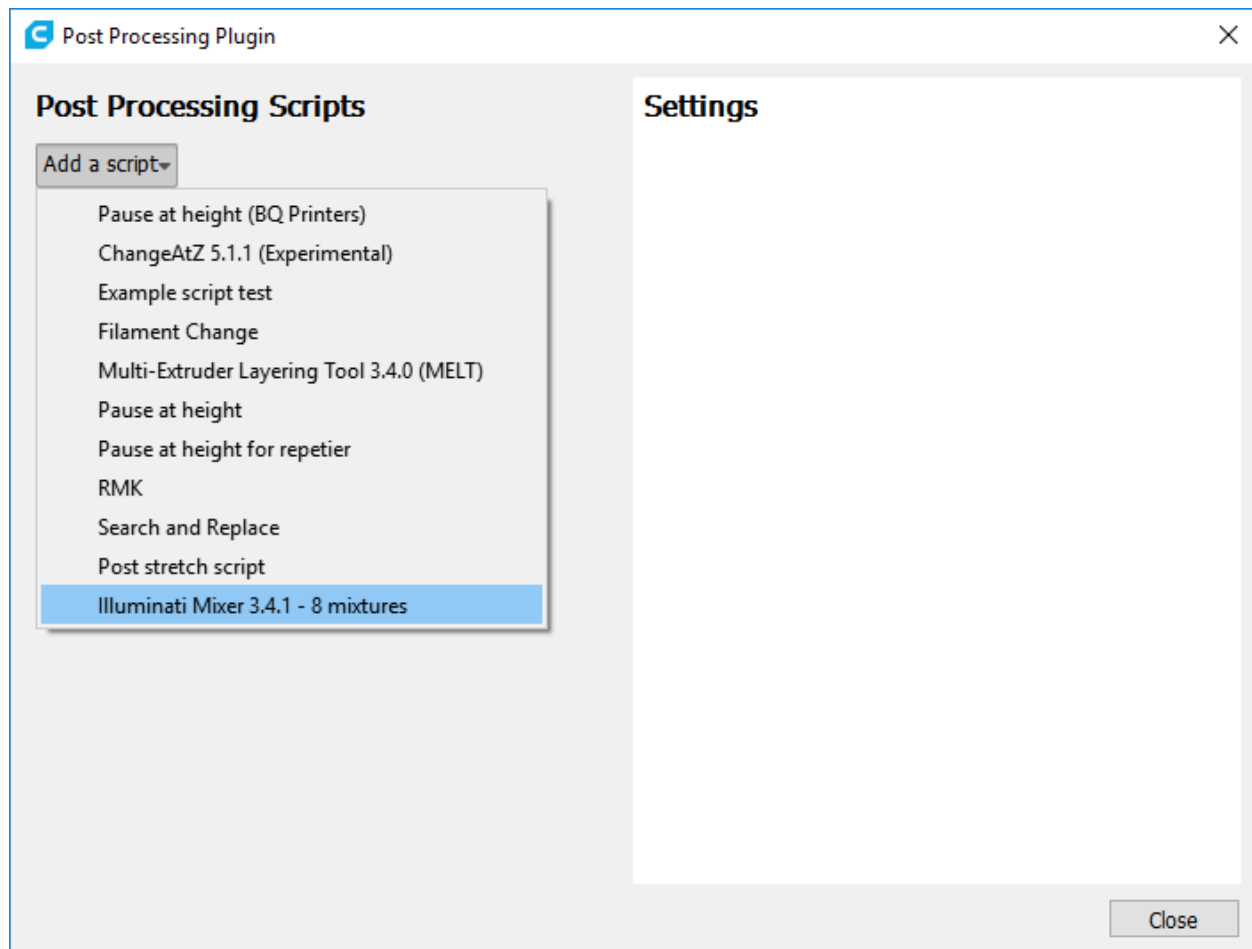 Post Processing Plugin
Post Processing Scripts
Settings
Add a script
Pause at height (BQ Printers)
ChangeAtZ 5.1.1 (Experimental)
Example script test
Filament Change
Multi-Extruder Layering Tool 3.4.0 (MELT)
Pause at height
Pause at height for repetier
RMK
Search and Replace
Post stretch script
Illuminati Mixer 3.4.1 - 8 mixtures
Close